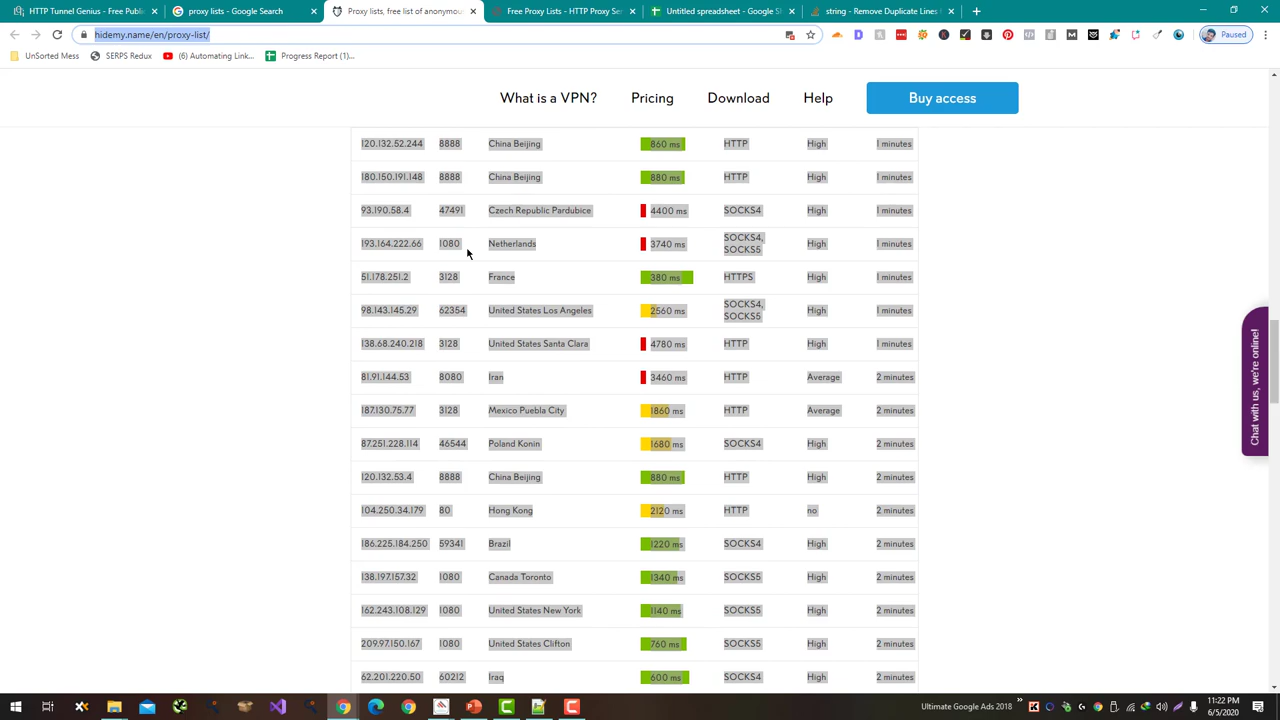 HTTP Tunnel Genius - Free Publ
proxy lists - Google Search
Proxy lists, free list of anonymou
Free Proxy Lists - HTTP Proxy Ser
Untitled spreadsheet - Google Sh
string - Remove Duplicate Lines F
hidemy.name/en/proxy-list/
Paused
UnSorted Mess
SERPS Redux
(6) Automating Link...
Progress Report (1)...
What is a VPN?
Pricing
Download
Help
Buy access
120.132.52.244 8888 China Beijing 860 ms HTTP High 1 minutes
180.150.191.148 8888 China Beijing 880 ms HTTP High 1 minutes
93.190.58.4 47491 Czech Republic Pardubice 4400 ms SOCKS4 High 1 minutes
193.164.222.66 1080 Netherlands 3740 ms SOCKS4, SOCKS5 High 1 minutes
51.178.251.2 3128 France 380 ms HTTPS High 1 minutes
98.143.145.29 62354 United States Los Angeles 2560 ms SOCKS4, SOCKS5 High 1 minutes
138.68.240.218 3128 United States Santa Clara 4780 ms HTTP High 1 minutes
81.91.144.53 8080 Iran 3460 ms HTTP Average 2 minutes
187.130.75.77 3128 Mexico Puebla City 1860 ms HTTP Average 2 minutes
87.251.228.114 46544 Poland Konin 1680 ms SOCKS4 High 2 minutes
120.132.53.4 8888 China Beijing 880 ms HTTP High 2 minutes
104.250.34.179 80 Hong Kong 2120 ms HTTP no 2 minutes
186.225.184.250 59341 Brazil 1220 ms SOCKS4 High 2 minutes
138.197.157.32 1080 Canada Toronto 1340 ms SOCKS5 High 2 minutes
162.243.108.129 1080 United States New York 1140 ms SOCKS5 High 2 minutes
209.97.150.167 1080 United States Clifton 760 ms SOCKS5 High 2 minutes
62.201.220.50 60212 Iraq 600 ms SOCKS4 High 2 minutes
Chat with us, we're online!
Ultimate Google Ads 2018
11:22 PM
6/5/2020